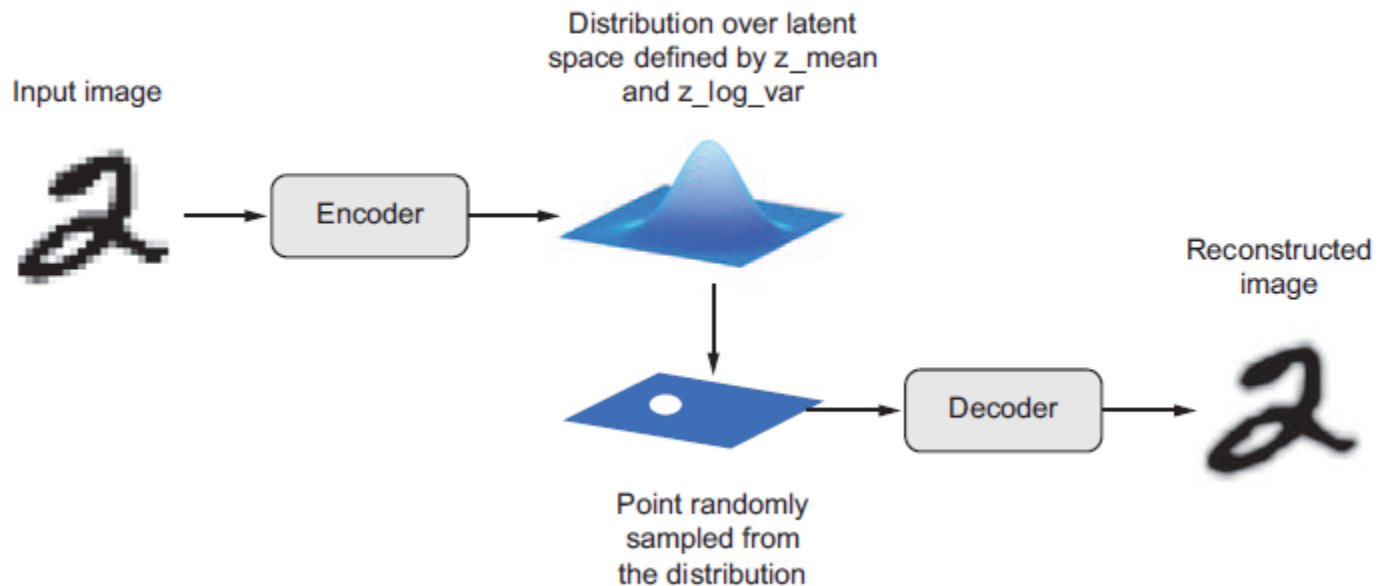 Distribution over latent
space defined by z_mean
and z_log_var
Input image
Encoder
Reconstructed
image
Decoder
Point randomly
sampled from
the distribution